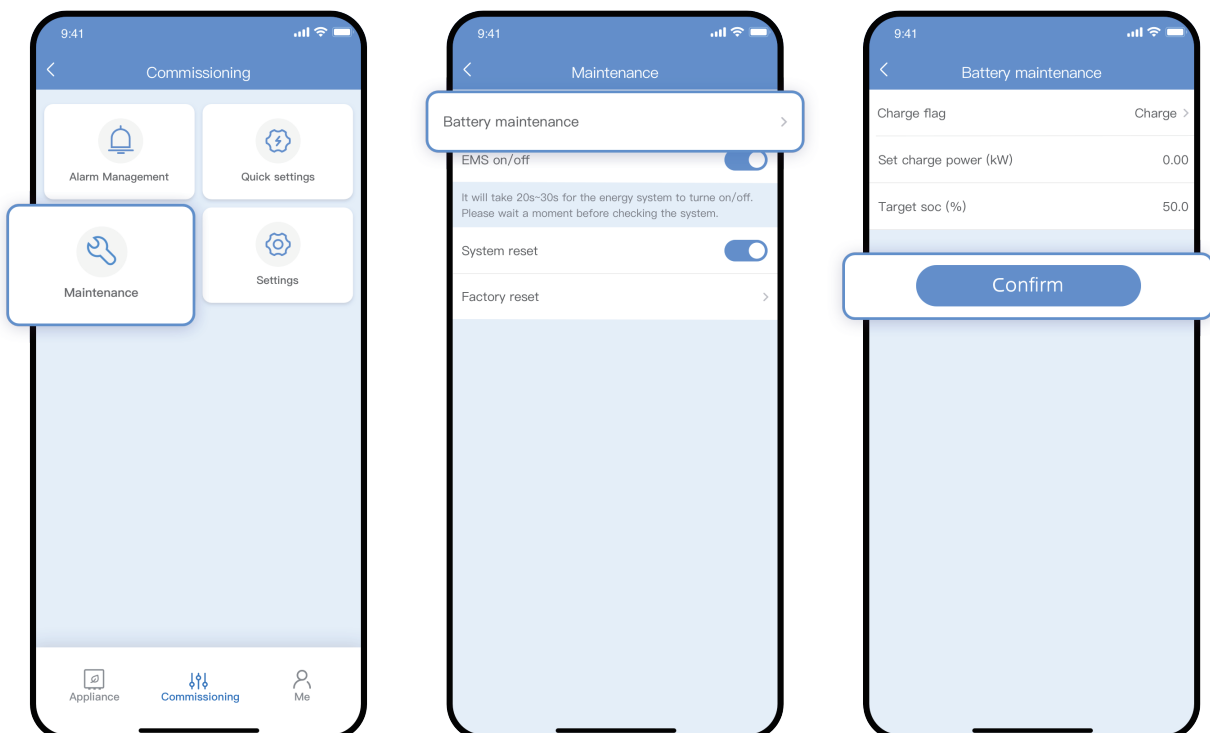 9:41
Commissioning
Alarm Management
Quick settings
Maintenance
Settings
Appliance
Commissioning
Me
9:41
Maintenance
Battery maintenance
EMS on/off
It will take 20s~30s for the energy system to turne on/off.
Please wait a moment before checking the system.
System reset
Factory reset
9:41
Battery maintenance
Charge flag Charge
Set charge power (kW) 0.00
Target soc (%) 50.0
Confirm